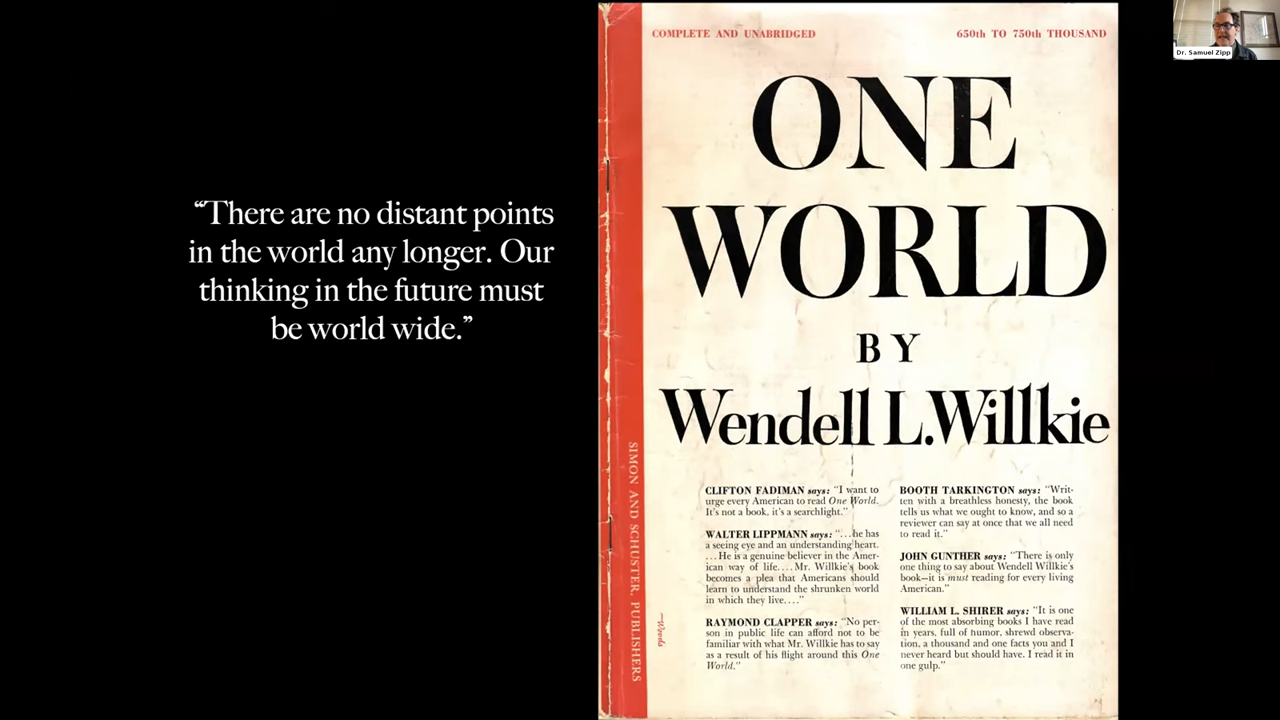 “There are no distant points
in the world any longer. Our
thinking in the future must
be world wide.”
COMPLETE AND UNABRIDGED
650th TO 750th THOUSAND
ONE
WORLD
BY
Wendell L. Willkie
CLIFTON FADIMAN says: “I want to
urge every American to read One World.
It’s not a book, it’s a searchlight.”
WALTER LIPPMANN says: “...he has
a seeing eye and an understanding heart.
...He is a genuine believer in the Amer-
ican way of life....Mr. Willkie’s book
becomes a plea that Americans should
learn to understand the shrunken world
in which they live....”
RAYMOND CLAPPER says: “No per-
son in public life can afford not to be
familiar with what Mr. Willkie has to say
as a result of his flight around this One
World.”
BOOTH TARKINGTON says: “Writ-
ten with a breathless honesty, the book
tells us what we ought to know, and so a
reviewer can say at once that we all need
to read it.”
JOHN GUNTHER says: “There is only
one thing to say about Wendell Willkie’s
book—it is must reading for every living
American.”
WILLIAM L. SHIRER says: “It is one
of the most absorbing books I have read
in years, full of humor, shrewd observa-
tion, a thousand and one facts you and I
never heard but should have. I read it in
one gulp.”
SIMON AND SCHUSTER, PUBLISHERS
Dr. Samuel Zipp